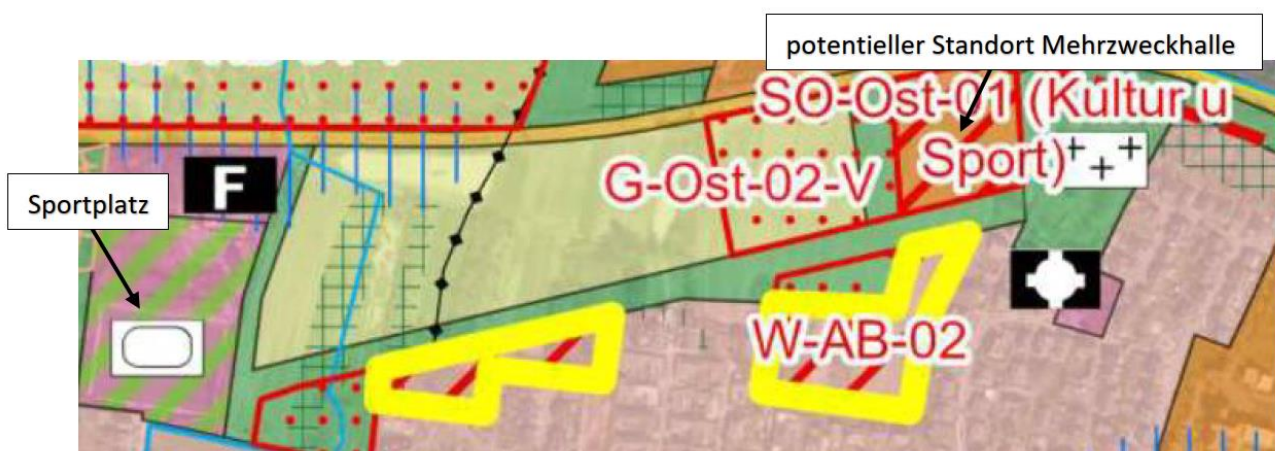 potentieller Standort Mehrzweckhalle
SO-Ost-01 (Kultur u
Sport)
G-Ost-02-V
F
Sportplatz
W-AB-02